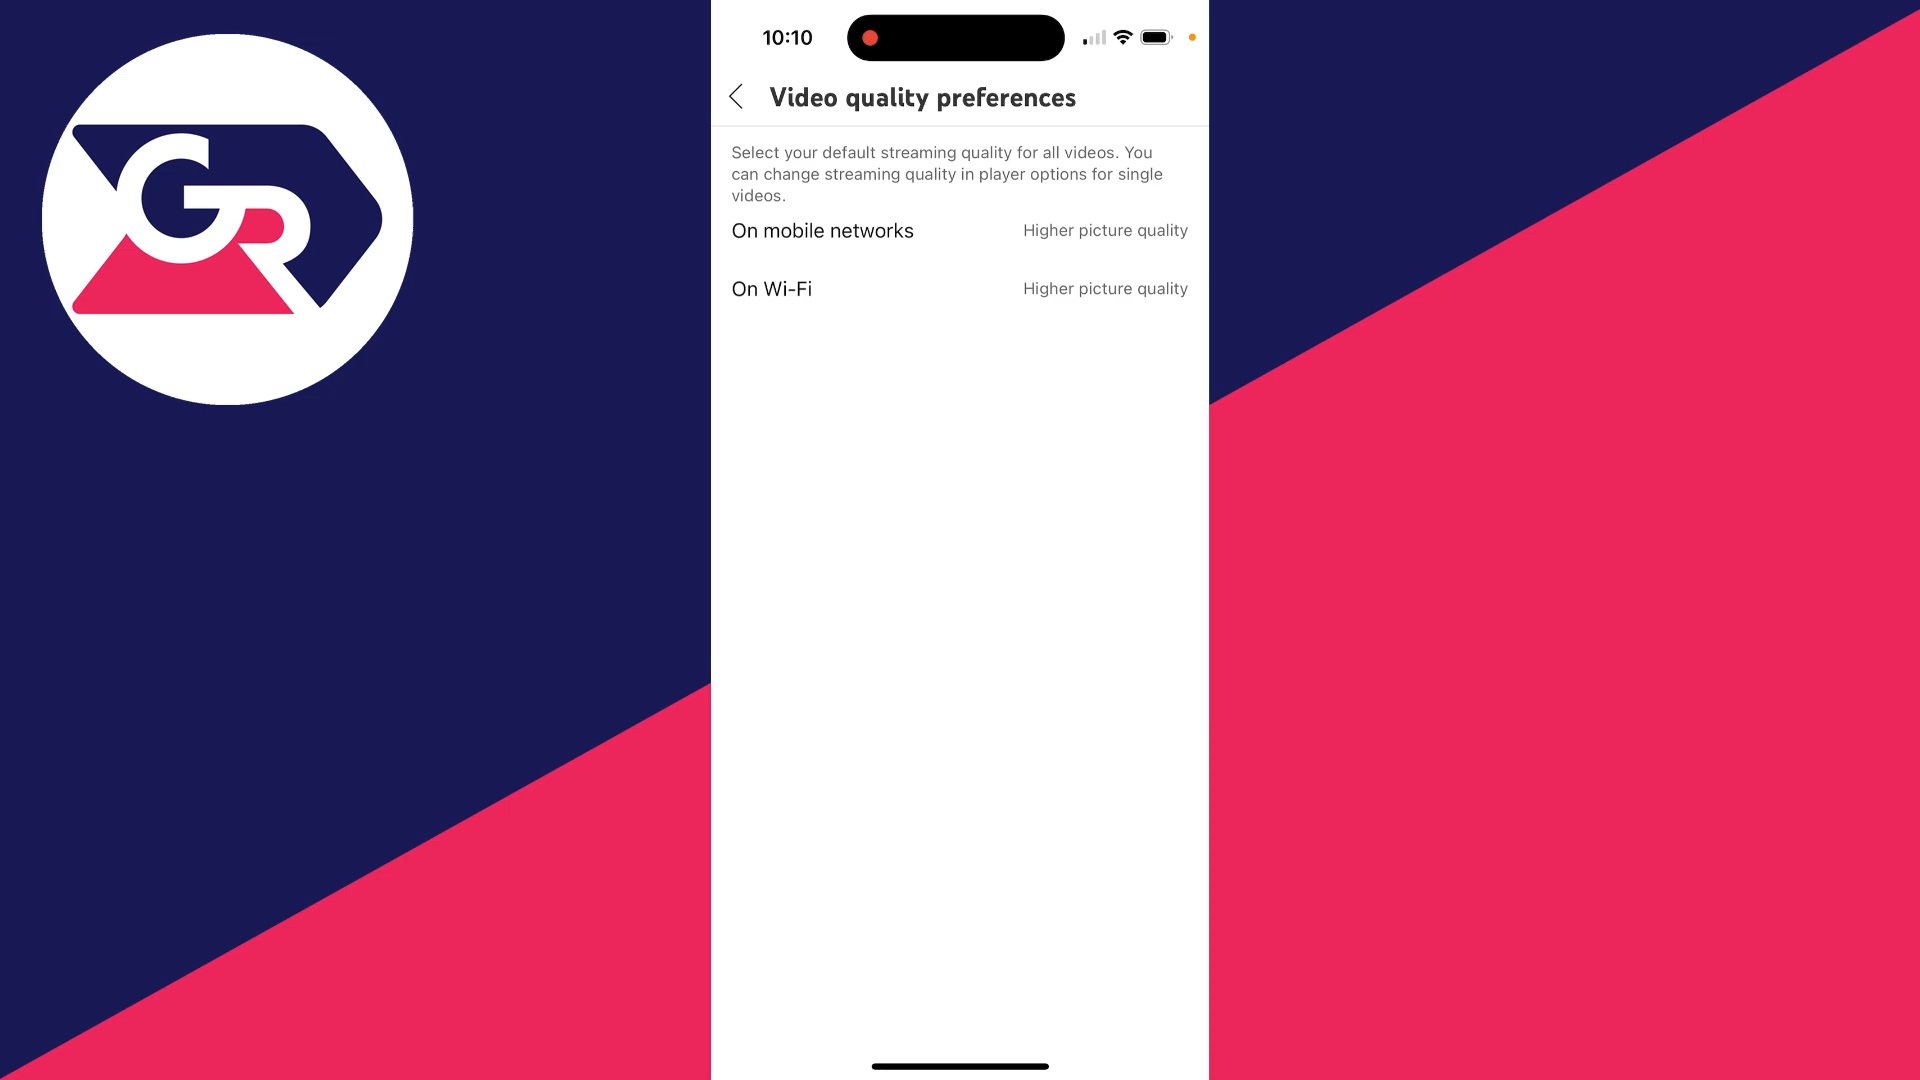 GR
10:10
Video quality preferences
Select your default streaming quality for all videos. You
can change streaming quality in player options for single
videos.
On mobile networks Higher picture quality
On Wi-Fi Higher picture quality